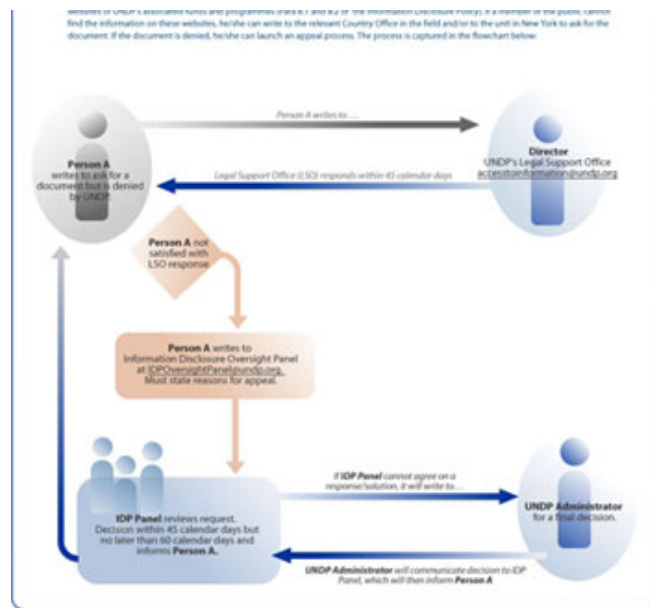 websites of UNDP's associated funds and programmes (Para 8.1 and 8.2 of the Information Disclosure Policy). If a member of the public cannot
find the information on these websites, he/she can write to the relevant Country Office in the field and/or to the unit in New York to ask for the
document. If the document is denied, he/she can launch an appeal process. The process is captured in the flowchart below:
Person A writes to....
Person A
writes to ask for a
document but is denied
by UNDP.
Director
UNDP's Legal Support Office
accesstoinformation@undp.org
Legal Support Office (LSO) responds within 45 calendar days
Person A not
satisfied with
LSO response
Person A writes to
Information Disclosure Oversight Panel
at IDPOversightPanel@undp.org.
Must state reasons for appeal.
If IDP Panel cannot agree on a
response/solution, it will write to....
IDP Panel reviews request.
Decision within 45 calendar days but
no later than 60 calendar days and
informs Person A.
UNDP Administrator
for a final decision.
UNDP Administrator will communicate decision to IDP
Panel, which will then inform Person A